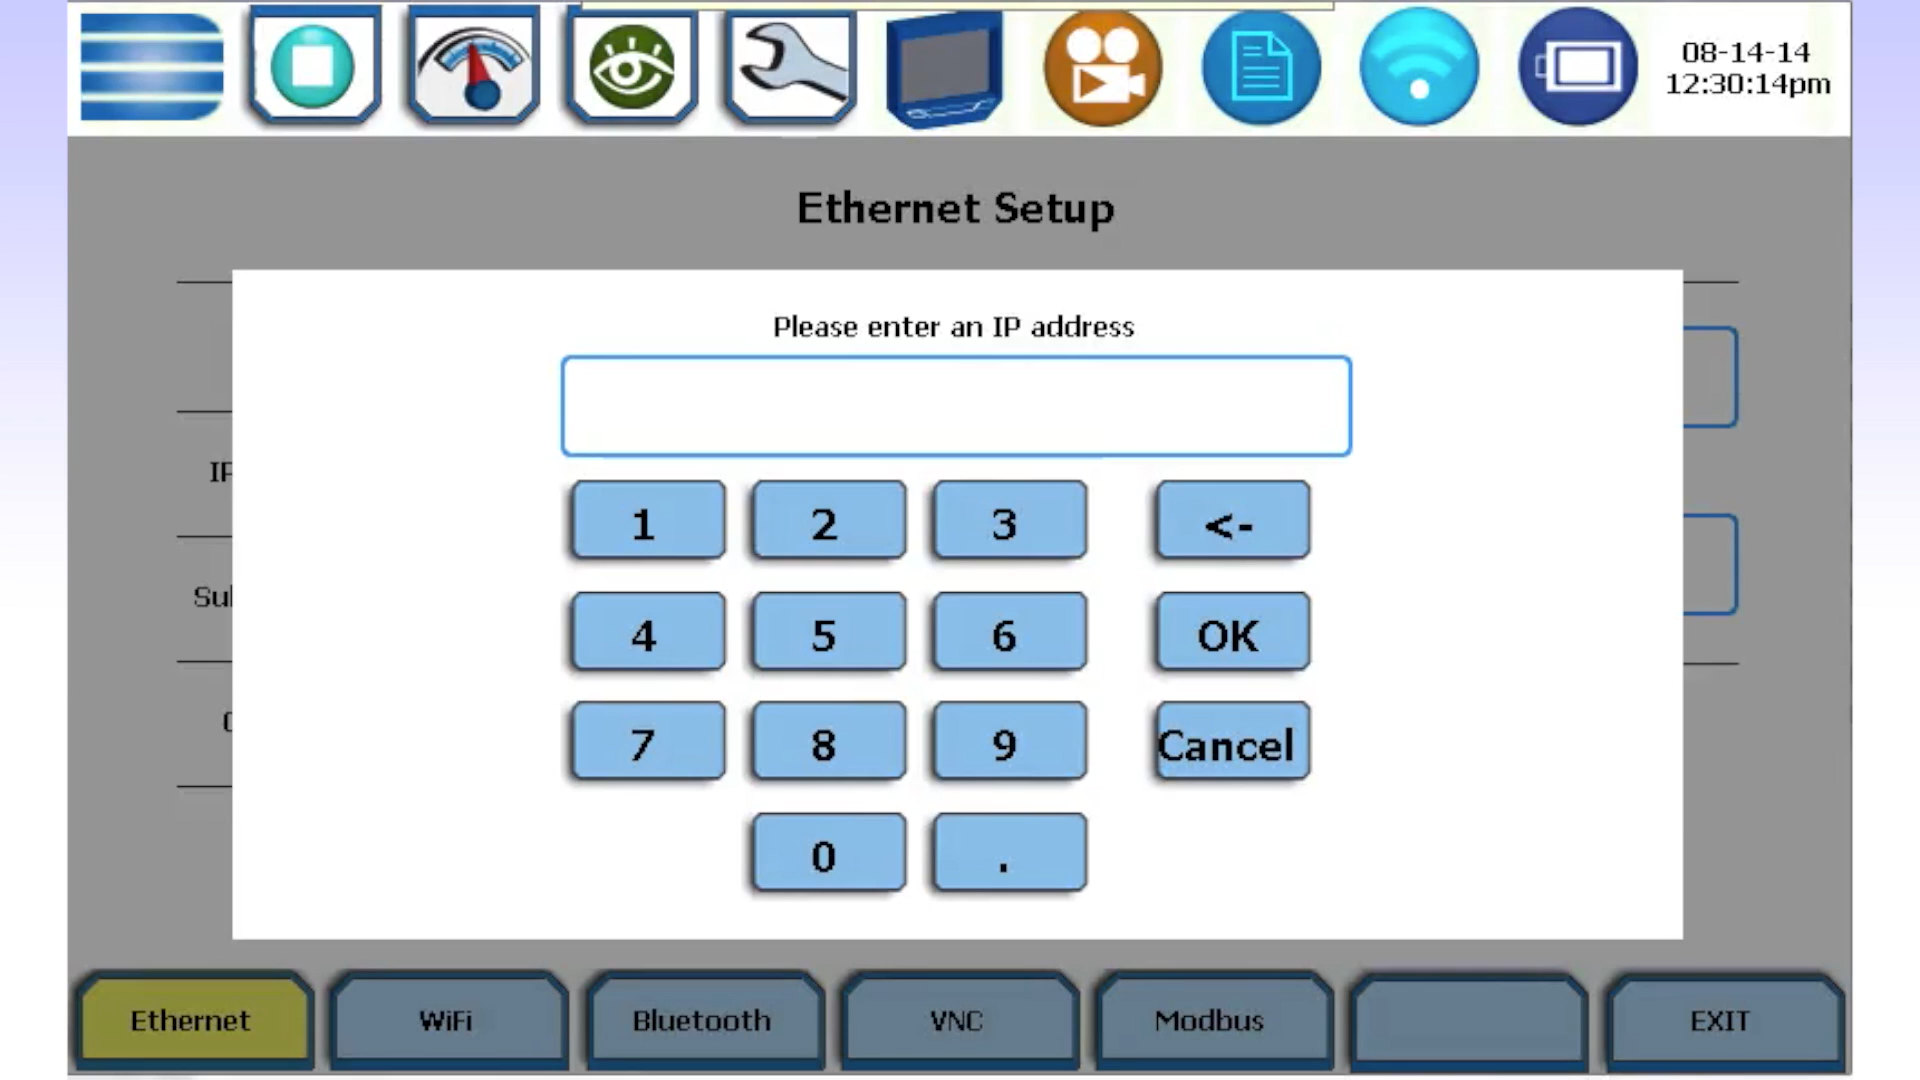 08-14-14
12:30:14pm
Ethernet Setup
Please enter an IP address
1 2 3 <-
IP
4 5 6 OK
7 8 9 Cancel
0 .
Ethernet WiFi Bluetooth VNC Modbus EXIT